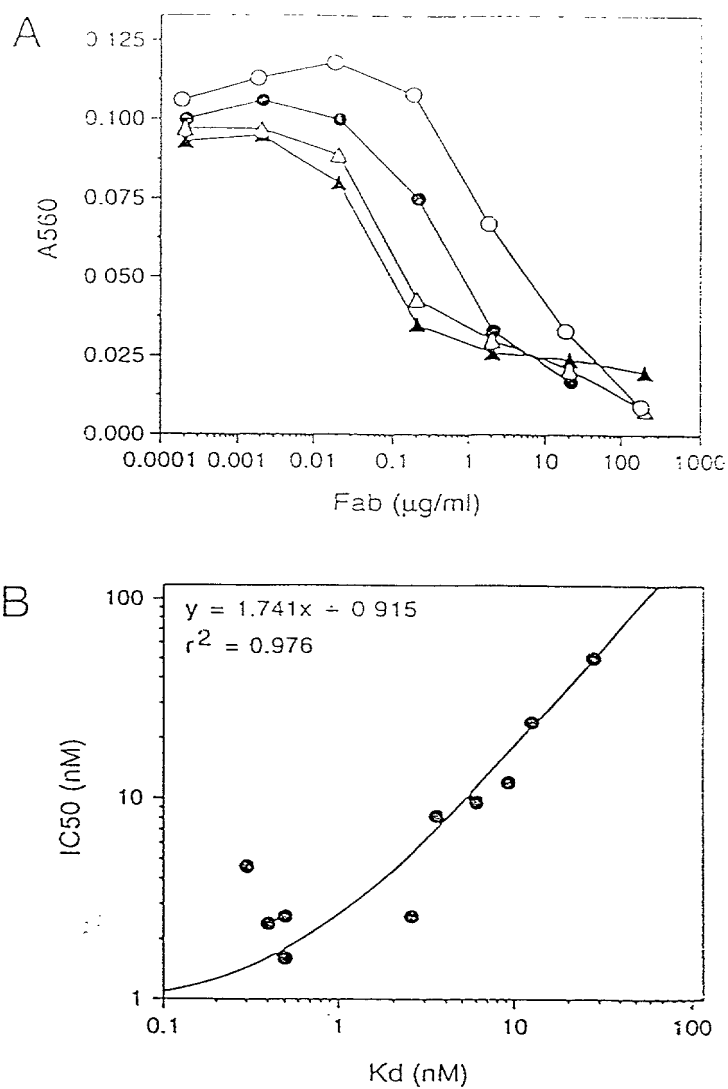 A
0.125
0.100
0.075
0.050
0.025
0.000
A560
0.0001 0.001 0.01 0.1 1 10 100 1000
Fab (µg/ml)
B
y = 1.741x + 0.915
r² = 0.976
100
10
1
IC50 (nM)
0.1 1 10 100
Kd (nM)